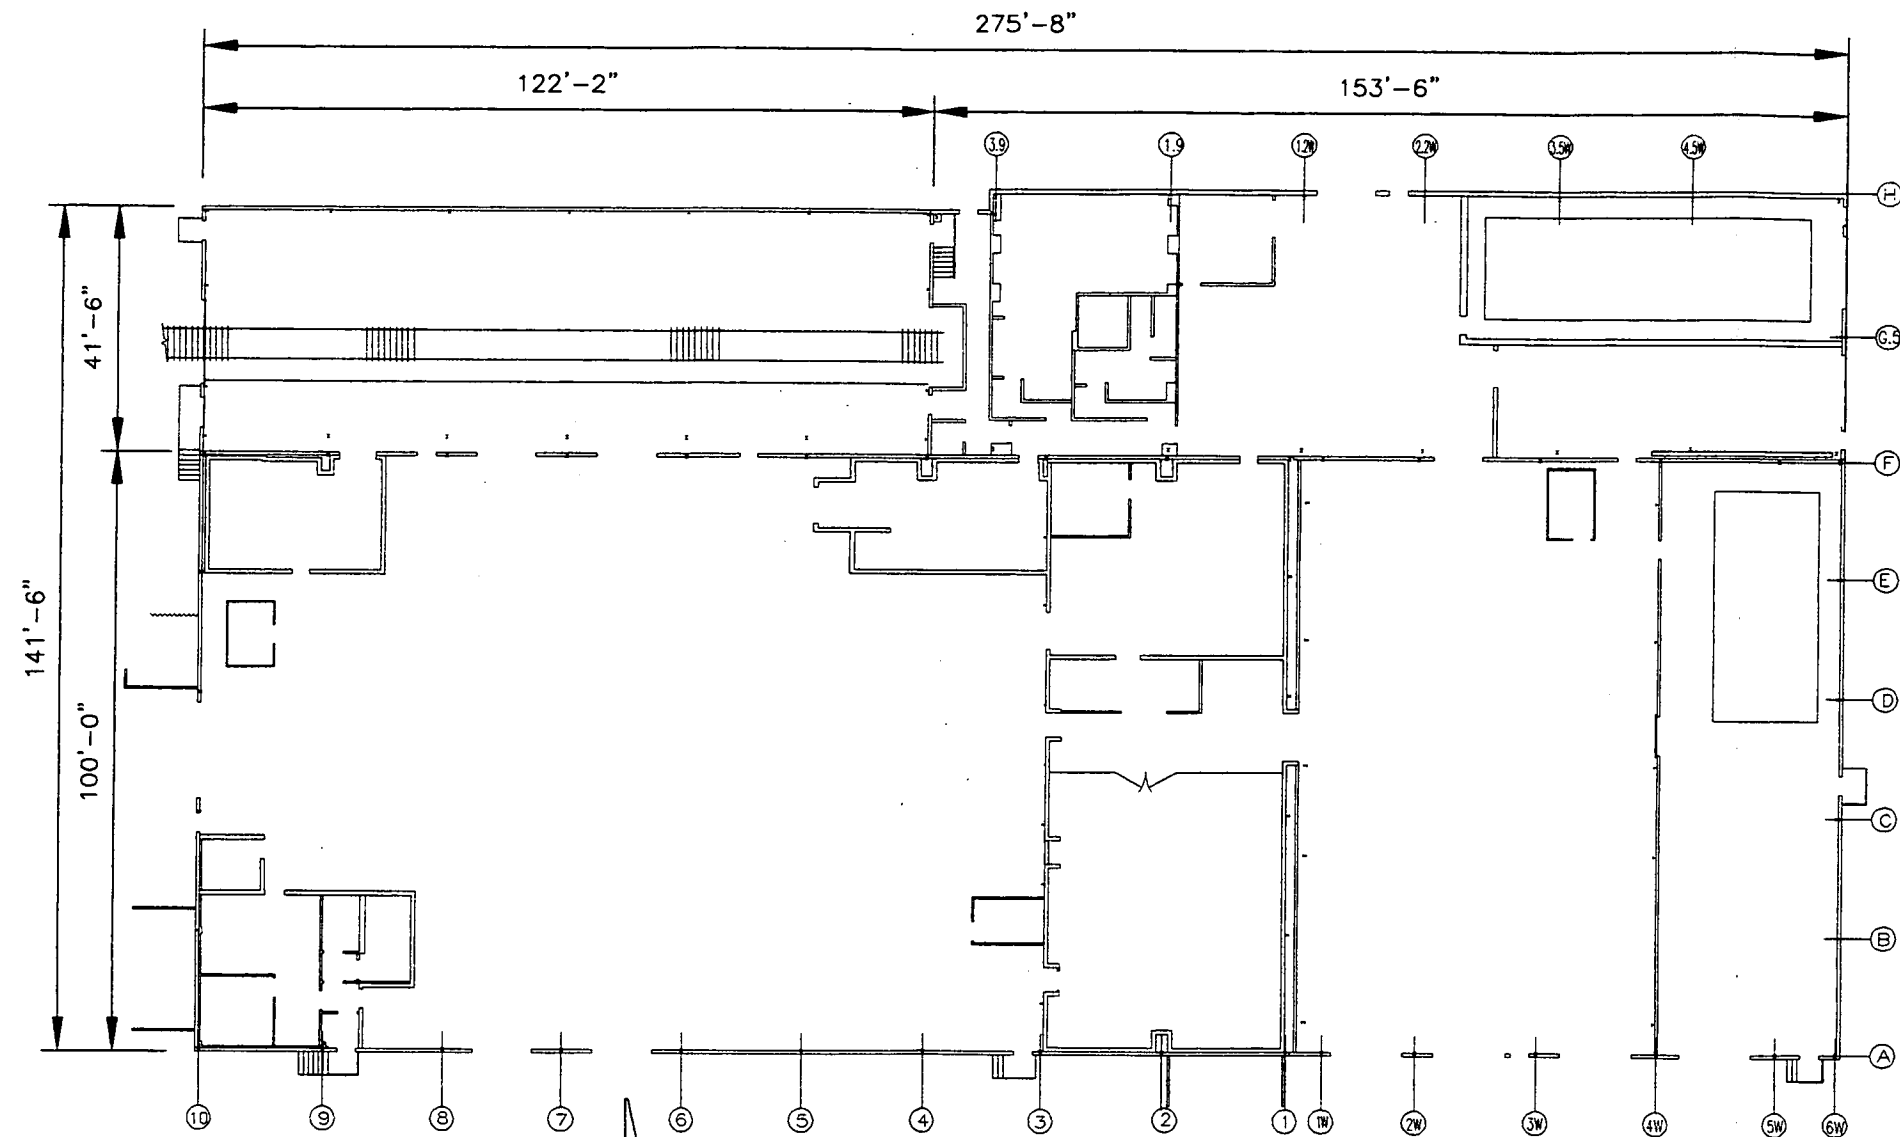 275'-8"
122'-2"
153'-6"
3.9 1.9 1.2W 2.2W 3.5W 4.5W
H
41'-6"
G.5
F
141'-6"
E
D
100'-0"
C
B
A
10 9 8 7 6 5 4 3 2 1 1W 2W 3W 4W 5W 6W